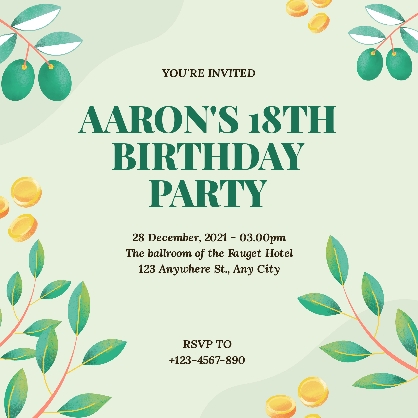 YOU'RE INVITED
AARON'S 18TH
BIRTHDAY
PARTY
28 December, 2021 - 03.00pm
The ballroom of the Fauget Hotel
123 Anywhere St., Any City
RSVP TO
+123-4567-890